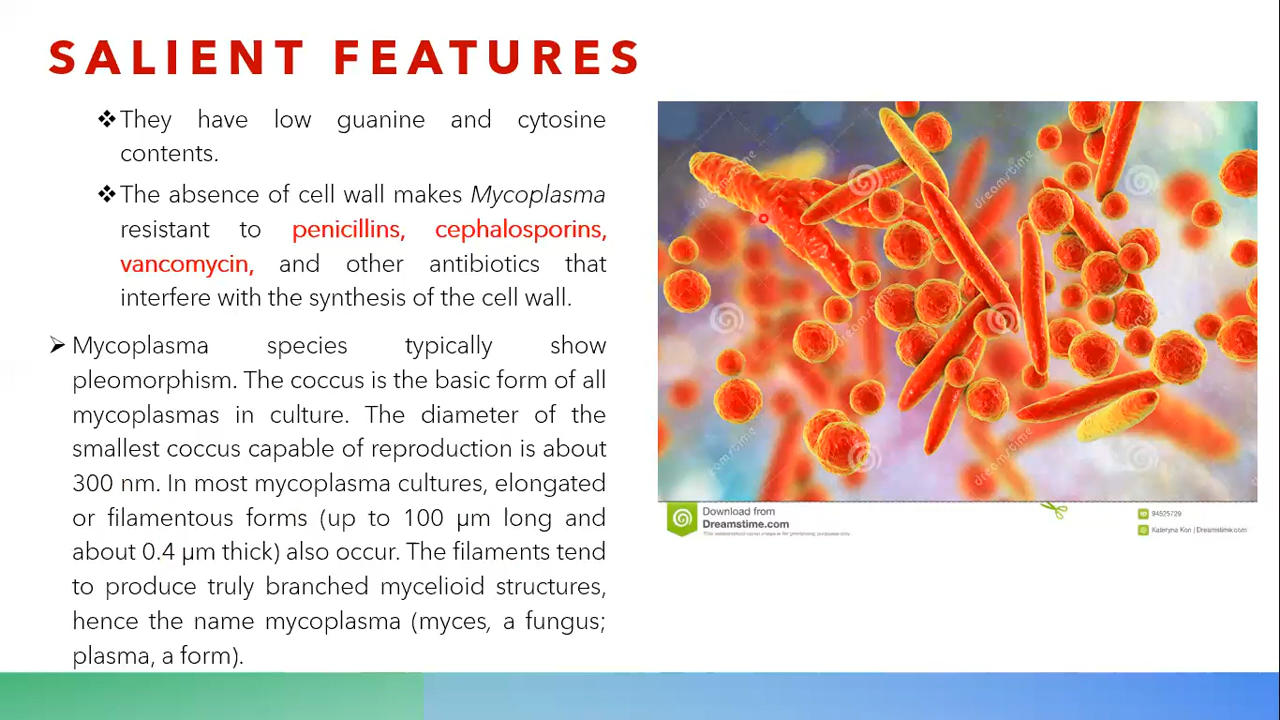 SALIENT FEATURES
❖They have low guanine and cytosine
contents.
❖The absence of cell wall makes Mycoplasma
resistant to penicillins, cephalosporins,
vancomycin, and other antibiotics that
interfere with the synthesis of the cell wall.
➢Mycoplasma species typically show
pleomorphism. The coccus is the basic form of all
mycoplasmas in culture. The diameter of the
smallest coccus capable of reproduction is about
300 nm. In most mycoplasma cultures, elongated
or filamentous forms (up to 100 μm long and
about 0.4 μm thick) also occur. The filaments tend
to produce truly branched mycelioid structures,
hence the name mycoplasma (myces, a fungus;
plasma, a form).
dreamstime
dreamstime
dreamstime
dreamstime
Download from
Dreamstime.com
94525729
Kateryna Kon | Dreamstime.com